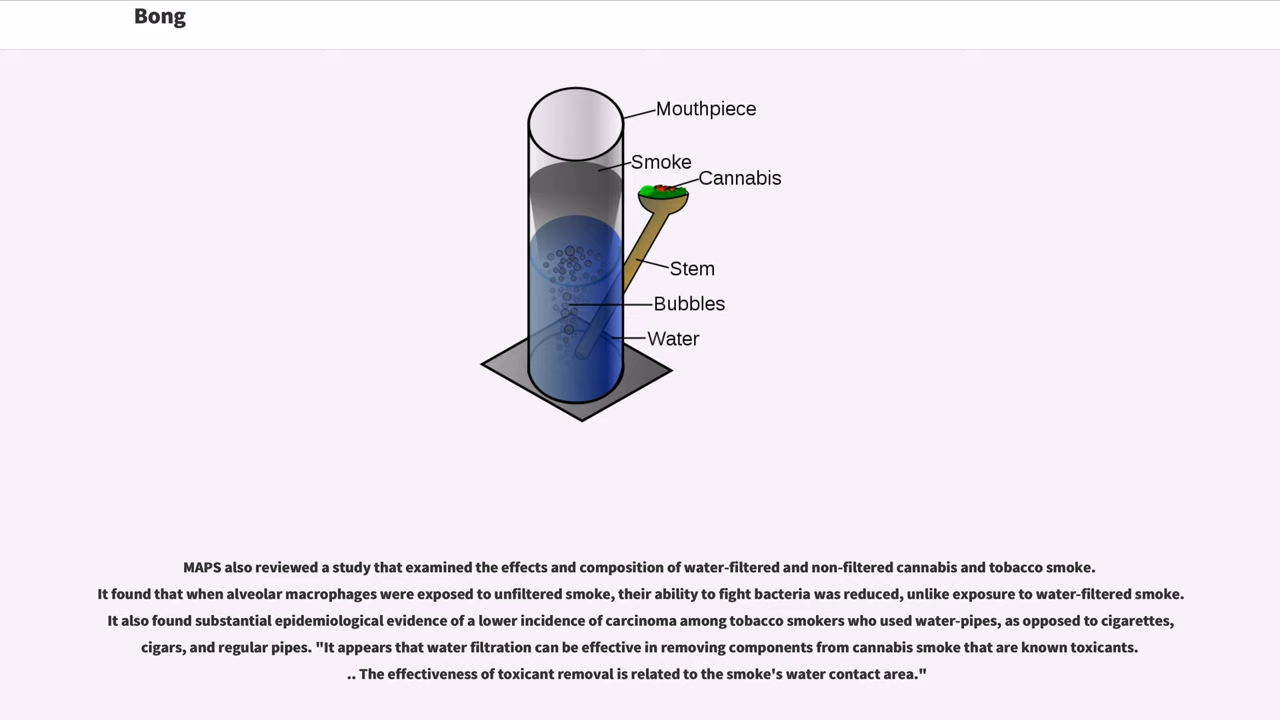 Bong
Mouthpiece
Smoke
Cannabis
Stem
Bubbles
Water
MAPS also reviewed a study that examined the effects and composition of water-filtered and non-filtered cannabis and tobacco smoke.
It found that when alveolar macrophages were exposed to unfiltered smoke, their ability to fight bacteria was reduced, unlike exposure to water-filtered smoke.
It also found substantial epidemiological evidence of a lower incidence of carcinoma among tobacco smokers who used water-pipes, as opposed to cigarettes,
cigars, and regular pipes. "It appears that water filtration can be effective in removing components from cannabis smoke that are known toxicants.
.. The effectiveness of toxicant removal is related to the smoke's water contact area."